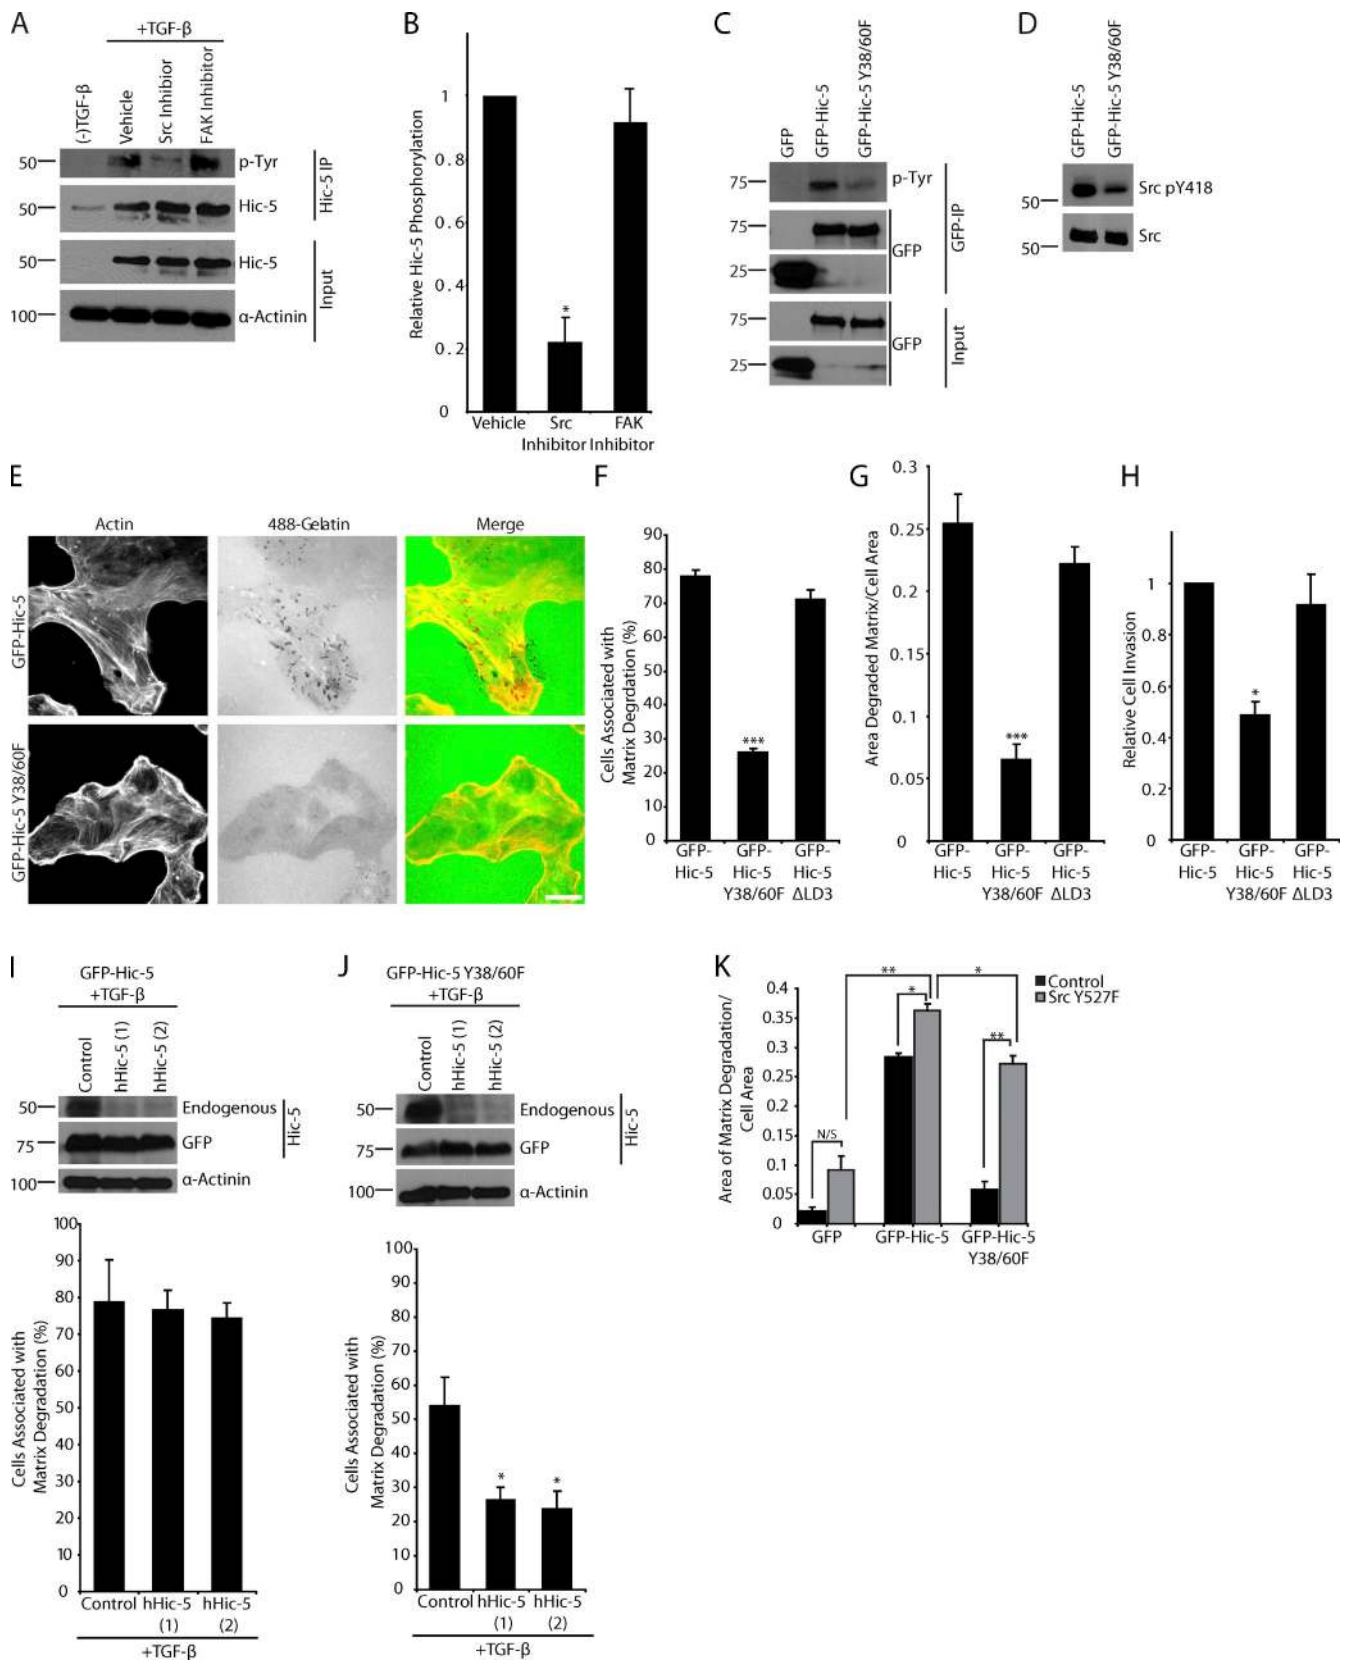 A
+TGF-β
(-)TGF-β
Vehicle
Src Inhibior
FAK Inhibitor
50
p-Tyr
50
Hic-5
Hic-5 IP
50
Hic-5
100
α-Actinin
Input
B
Relative Hic-5 Phosphorylation
1
0.8
0.6
0.4
0.2
0
*
Vehicle
Src
Inhibitor
FAK
Inhibitor
C
GFP
GFP-Hic-5
GFP-Hic-5 Y38/60F
75
p-Tyr
75
25
GFP
GFP-IP
75
25
GFP
Input
D
GFP-Hic-5
GFP-Hic-5 Y38/60F
50
Src pY418
50
Src
E
Actin
488-Gelatin
Merge
GFP-Hic-5
GFP-Hic-5 Y38/60F
F
Cells Associated with
Matrix Degrdation (%)
90
80
70
60
50
40
30
20
10
0
***
GFP-
Hic-5
GFP-
Hic-5
Y38/60F
GFP-
Hic-5
ΔLD3
G
Area Degraded Matrix/Cell Area
0.3
0.25
0.2
0.15
0.1
0.05
0
***
GFP-
Hic-5
GFP-
Hic-5
Y38/60F
GFP-
Hic-5
ΔLD3
H
Relative Cell Invasion
1
0.8
0.6
0.4
0.2
0
*
GFP-
Hic-5
GFP-
Hic-5
Y38/60F
GFP-
Hic-5
ΔLD3
I
GFP-Hic-5
+TGF-β
Control
hHic-5 (1)
hHic-5 (2)
50
Endogenous
75
GFP
Hic-5
100
α-Actinin
Cells Associated with
Matrix Degradation (%)
100
90
80
70
60
50
40
30
20
10
0
Control
hHic-5
(1)
hHic-5
(2)
+TGF-β
J
GFP-Hic-5 Y38/60F
+TGF-β
Control
hHic-5 (1)
hHic-5 (2)
50
Endogenous
75
GFP
Hic-5
100
α-Actinin
Cells Associated with
Matrix Degradation (%)
100
90
80
70
60
50
40
30
20
10
0
*
*
Control
hHic-5
(1)
hHic-5
(2)
+TGF-β
K
Area of Matrix Degradation/
Cell Area
0.4
0.35
0.3
0.25
0.2
0.15
0.1
0.05
0
N/S
**
*
*
**
Control
Src Y527F
GFP
GFP-Hic-5
GFP-Hic-5
Y38/60F